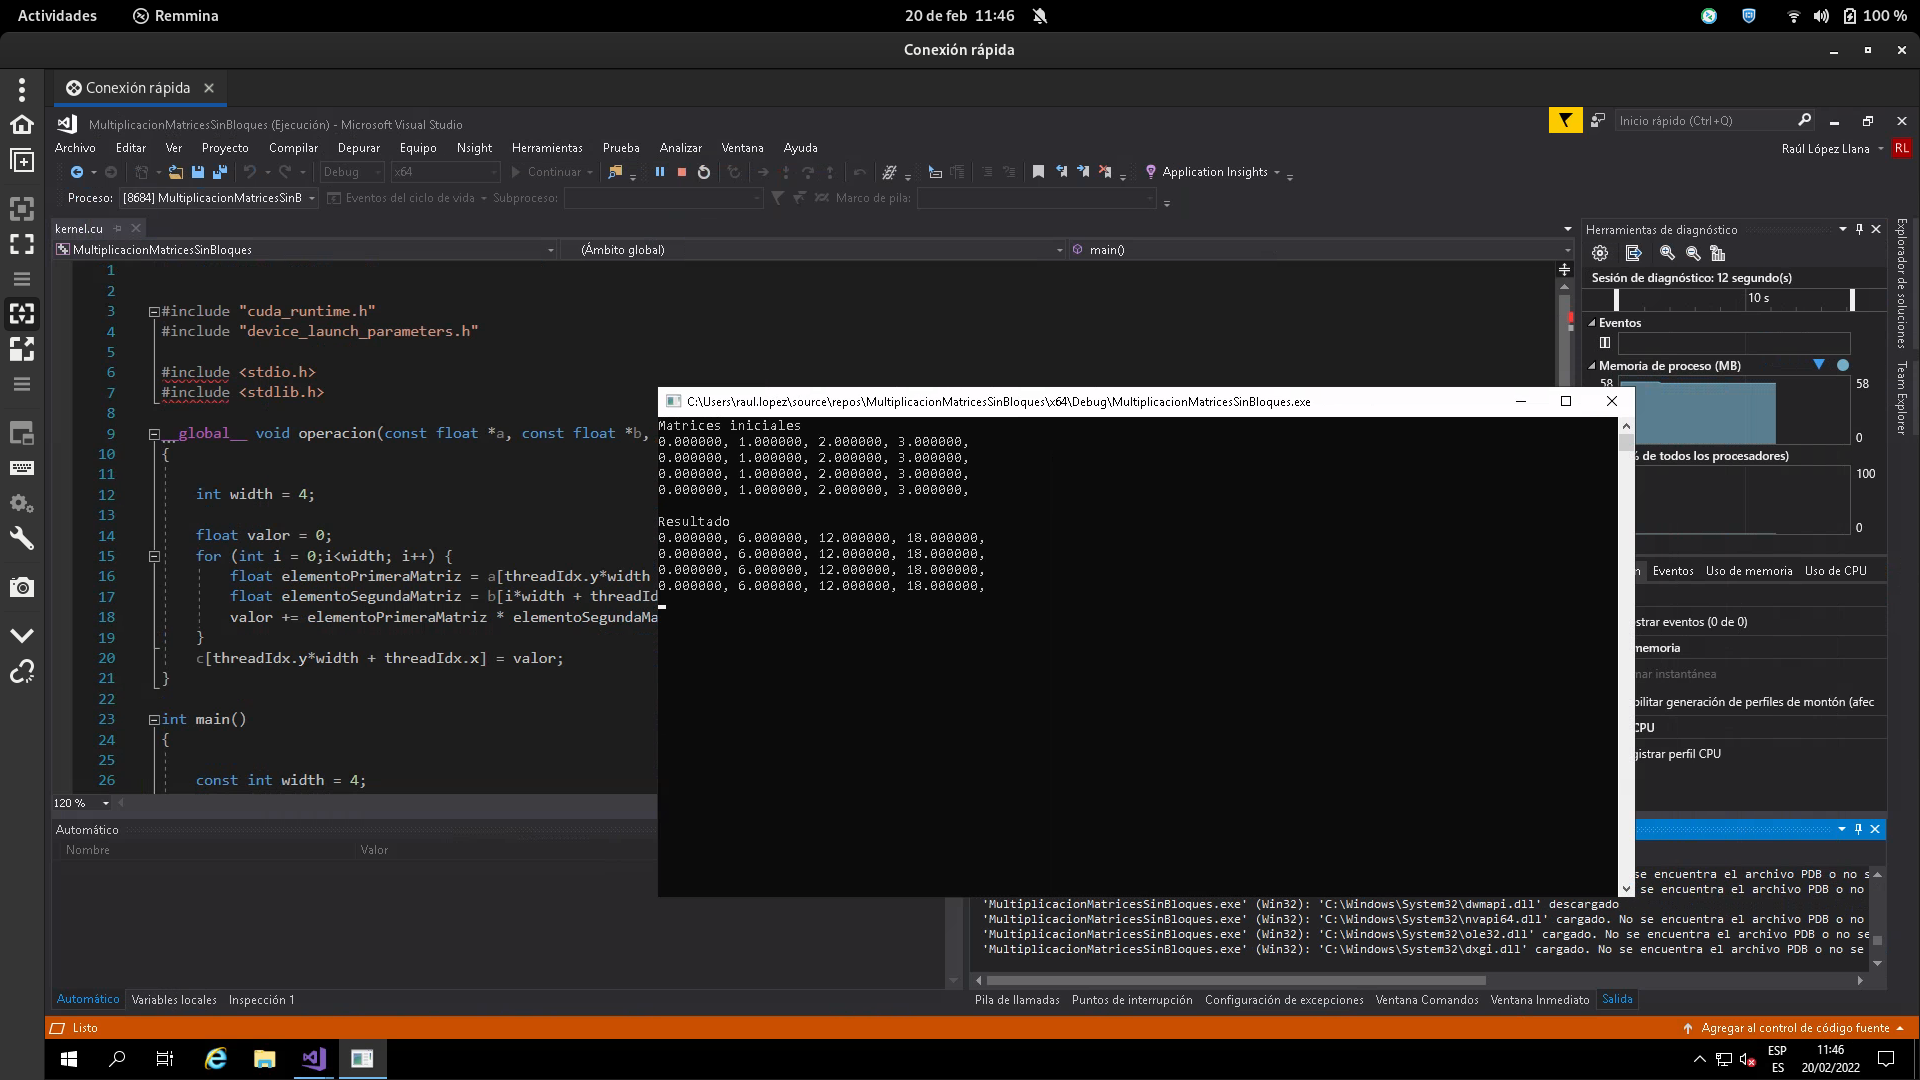 Actividades Remmina 20 de feb 11:46 100 %
Conexión rápida
Conexión rápida
MultiplicacionMatricesSinBloques (Ejecución) - Microsoft Visual Studio Inicio rápido (Ctrl+Q)
Archivo Editar Ver Proyecto Compilar Depurar Equipo Nsight Herramientas Prueba Analizar Ventana Ayuda Raúl López Llana RL
Debug x64 Continuar Application Insights
Proceso: [8684] MultiplicacionMatricesSinB Eventos del ciclo de vida Subproceso: Marco de pila:
kernel.cu
MultiplicacionMatricesSinBloques (Ámbito global) main()
1
2
3 #include "cuda_runtime.h"
4 #include "device_launch_parameters.h"
5
6 #include <stdio.h>
7 #include <stdlib.h>
8
9 __global__ void operacion(const float *a, const float *b,
10 {
11
12 int width = 4;
13
14 float valor = 0;
15 for (int i = 0;i<width; i++) {
16 float elementoPrimeraMatriz = a[threadIdx.y*width
17 float elementoSegundaMatriz = b[i*width + threadId
18 valor += elementoPrimeraMatriz * elementoSegundaMa
19 }
20 c[threadIdx.y*width + threadIdx.x] = valor;
21 }
22
23 int main()
24 {
25
26 const int width = 4;
120 %
C:\Users\raul.lopez\source\repos\MultiplicacionMatricesSinBloques\x64\Debug\MultiplicacionMatricesSinBloques.exe
Matrices iniciales
0.000000, 1.000000, 2.000000, 3.000000,
0.000000, 1.000000, 2.000000, 3.000000,
0.000000, 1.000000, 2.000000, 3.000000,
0.000000, 1.000000, 2.000000, 3.000000,
Resultado
0.000000, 6.000000, 12.000000, 18.000000,
0.000000, 6.000000, 12.000000, 18.000000,
0.000000, 6.000000, 12.000000, 18.000000,
0.000000, 6.000000, 12.000000, 18.000000,
Herramientas de diagnóstico
Sesión de diagnóstico: 12 segundo(s)
10 s
Eventos
Memoria de proceso (MB)
58 58
0
% de todos los procesadores)
100
0
n Eventos Uso de memoria Uso de CPU
strar eventos (0 de 0)
memoria
nar instantánea
bilitar generación de perfiles de montón (afec
CPU
gistrar perfil CPU
Explorador de soluciones
Team Explorer
Automático
Nombre Valor
se encuentra el archivo PDB o no s
se encuentra el archivo PDB o no
'MultiplicacionMatricesSinBloques.exe' (Win32): 'C:\Windows\System32\dwmapi.dll' descargado
'MultiplicacionMatricesSinBloques.exe' (Win32): 'C:\Windows\System32\nvapi64.dll' cargado. No se encuentra el archivo PDB o no
'MultiplicacionMatricesSinBloques.exe' (Win32): 'C:\Windows\System32\ole32.dll' cargado. No se encuentra el archivo PDB o no se
'MultiplicacionMatricesSinBloques.exe' (Win32): 'C:\Windows\System32\dxgi.dll' cargado. No se encuentra el archivo PDB o no se
Automático Variables locales Inspección 1
Pila de llamadas Puntos de interrupción Configuración de excepciones Ventana Comandos Ventana Inmediato Salida
Listo Agregar al control de código fuente
ESP
ES
11:46
20/02/2022